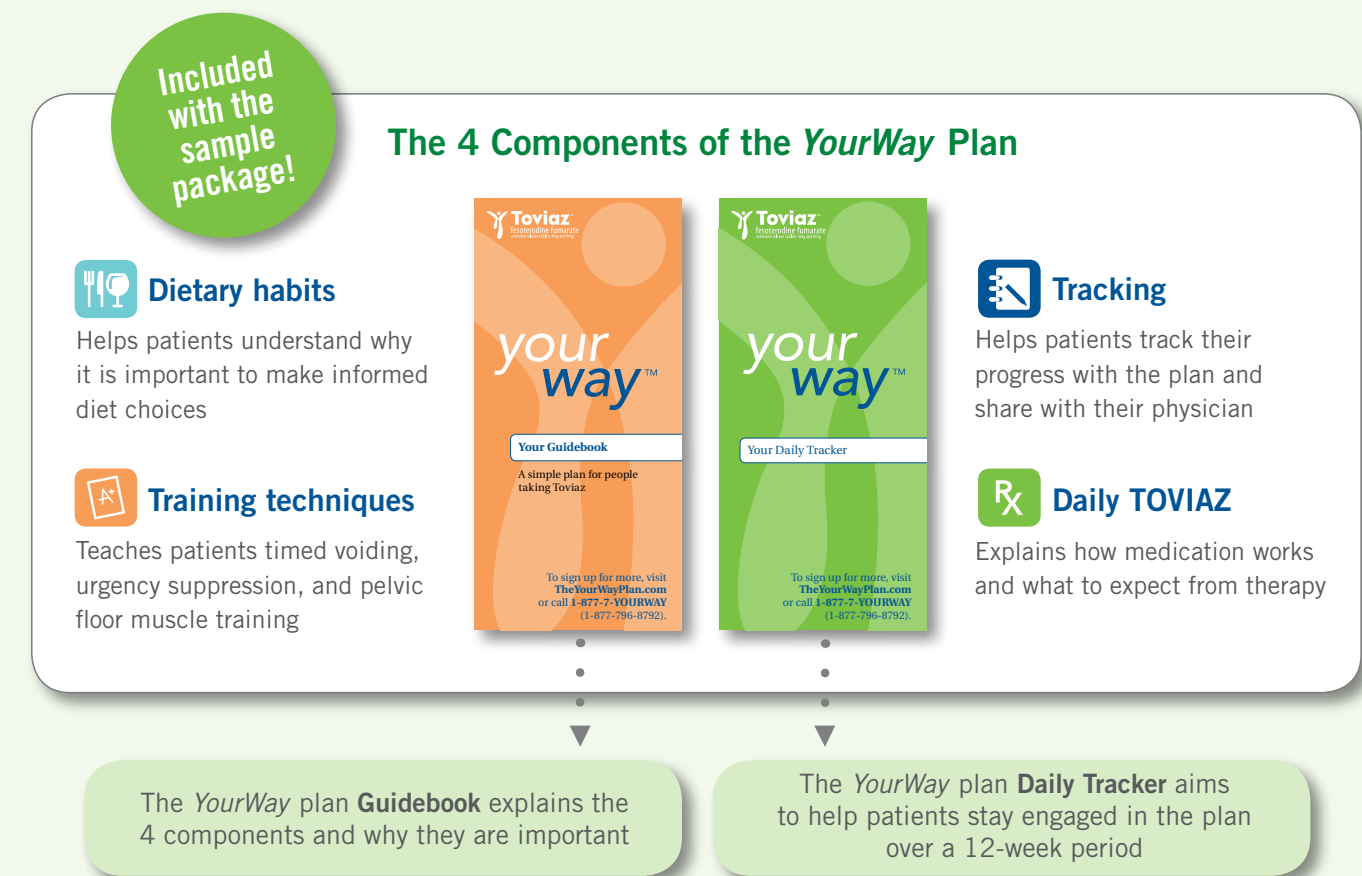 Included
with the
sample
package!
The 4 Components of the YourWay Plan
Dietary habits
Helps patients understand why
it is important to make informed
diet choices
A+
Training techniques
Teaches patients timed voiding,
urgency suppression, and pelvic
floor muscle training
Toviaz™
fesoterodine fumarate
your
way™
Your Guidebook
A simple plan for people
taking Toviaz
To sign up for more, visit
TheYourWayPlan.com
or call 1-877-7-YOURWAY
(1-877-796-8792).
Toviaz™
fesoterodine fumarate
your
way™
Your Daily Tracker
To sign up for more, visit
TheYourWayPlan.com
or call 1-877-7-YOURWAY
(1-877-796-8792).
Tracking
Helps patients track their
progress with the plan and
share with their physician
Rx
Daily TOVIAZ
Explains how medication works
and what to expect from therapy
The YourWay plan Guidebook explains the
4 components and why they are important
The YourWay plan Daily Tracker aims
to help patients stay engaged in the plan
over a 12-week period